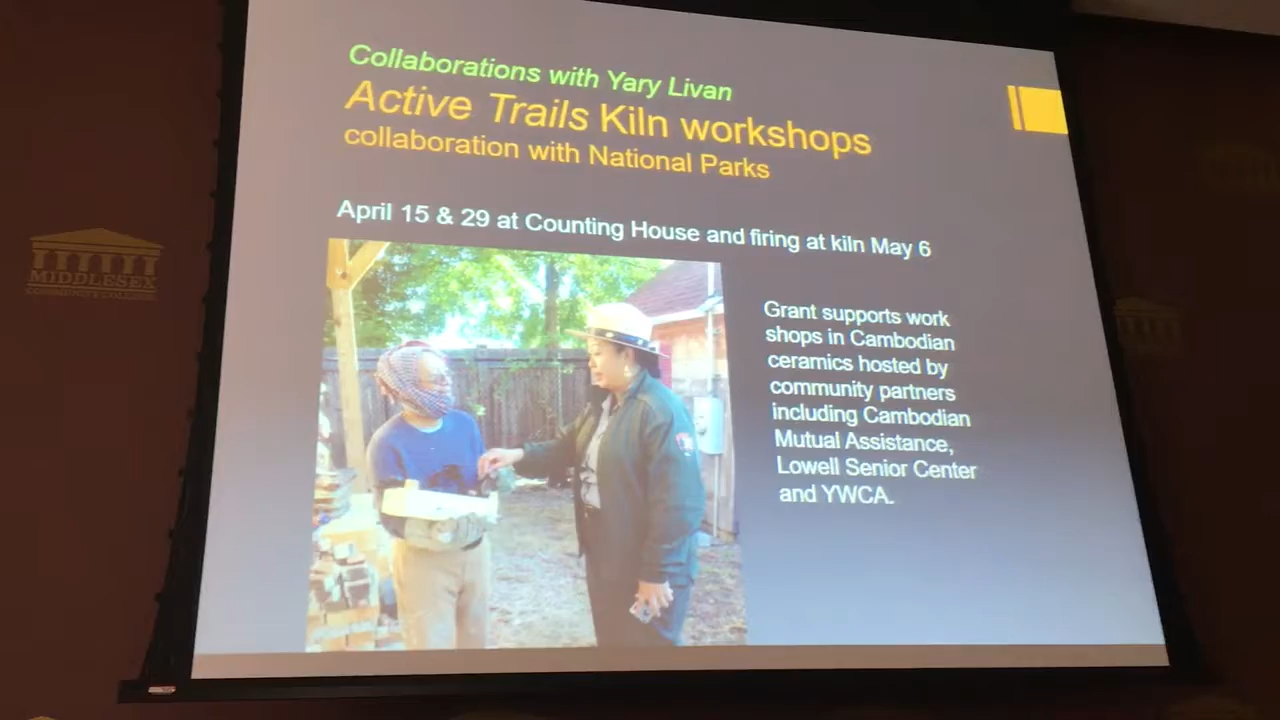 Collaborations with Yary Livan
Active Trails Kiln workshops
collaboration with National Parks
April 15 & 29 at Counting House and firing at kiln May 6
Grant supports work
shops in Cambodian
ceramics hosted by
community partners
including Cambodian
Mutual Assistance,
Lowell Senior Center
and YWCA.
MIDDLESEX
COMMUNITY COLLEGE